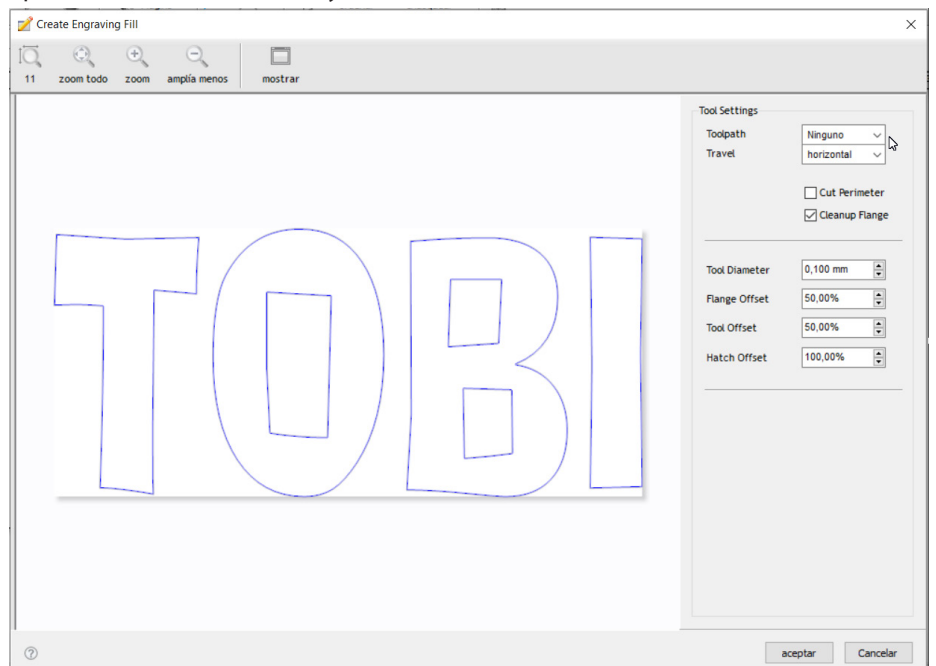 Create Engraving Fill
11 zoom todo zoom amplía menos mostrar
TOBI
Tool Settings
Toolpath Ninguno
Travel horizontal
Cut Perimeter
Cleanup Flange
Tool Diameter 0,100 mm
Flange Offset 50,00%
Tool Offset 50,00%
Hatch Offset 100,00%
aceptar Cancelar